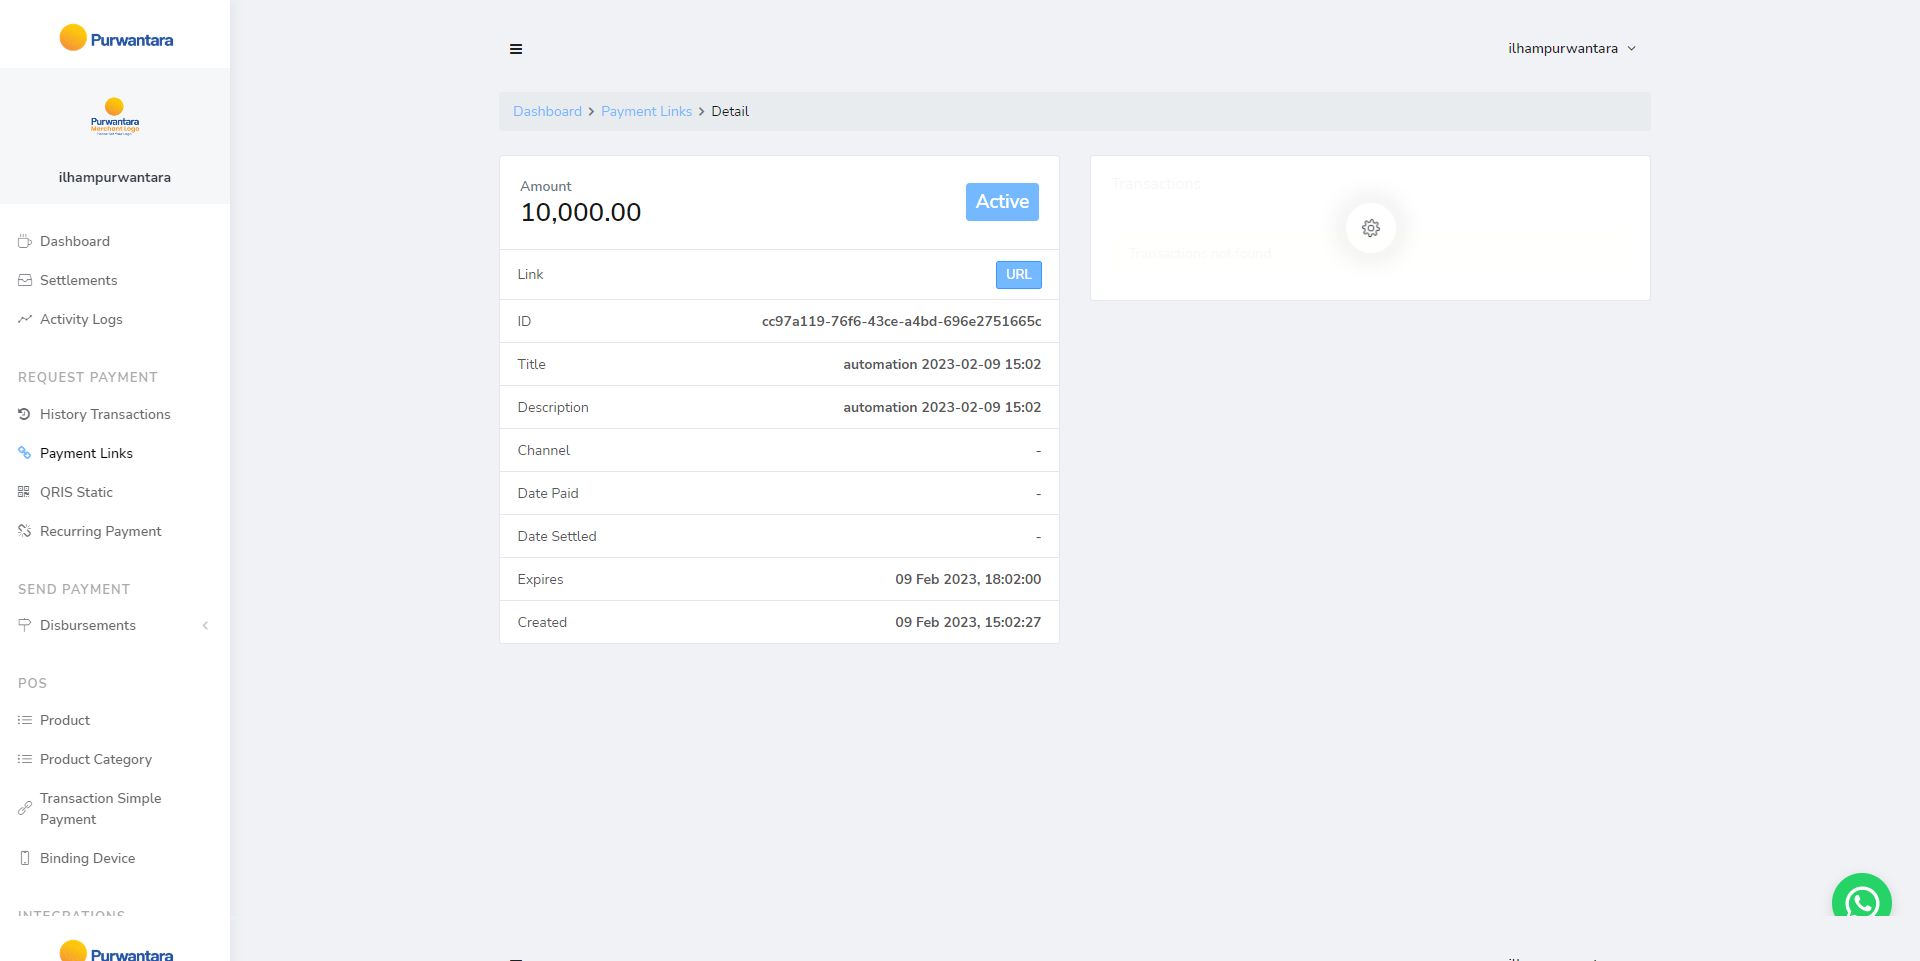 Purwantara
Purwantara
Merchant Logo
ilhampurwantara
Dashboard
Settlements
Activity Logs
REQUEST PAYMENT
History Transactions
Payment Links
QRIS Static
Recurring Payment
SEND PAYMENT
Disbursements
POS
Product
Product Category
Transaction Simple
Payment
Binding Device
INTEGRATIONS
Purwantara
ilhampurwantara
Dashboard > Payment Links > Detail
Amount
10,000.00
Active
Link URL
ID cc97a119-76f6-43ce-a4bd-696e2751665c
Title automation 2023-02-09 15:02
Description automation 2023-02-09 15:02
Channel -
Date Paid -
Date Settled -
Expires 09 Feb 2023, 18:02:00
Created 09 Feb 2023, 15:02:27
Transactions
Transactions not found